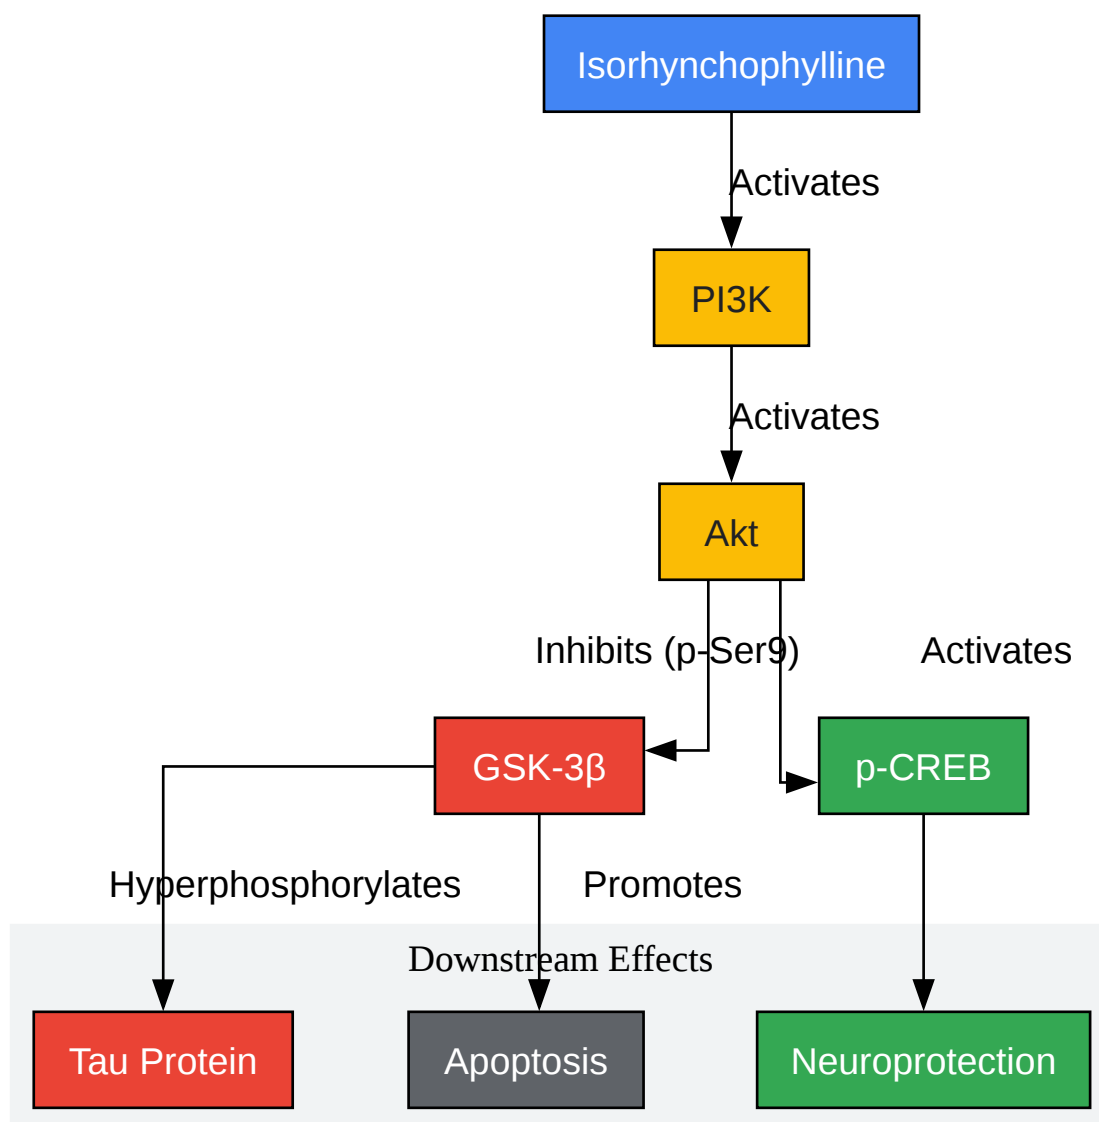 Isorhynchophylline
Activates
PI3K
Activates
Akt
Inhibits (p-Ser9)
Activates
GSK-3β
p-CREB
Hyperphosphorylates
Promotes
Downstream Effects
Tau Protein
Apoptosis
Neuroprotection